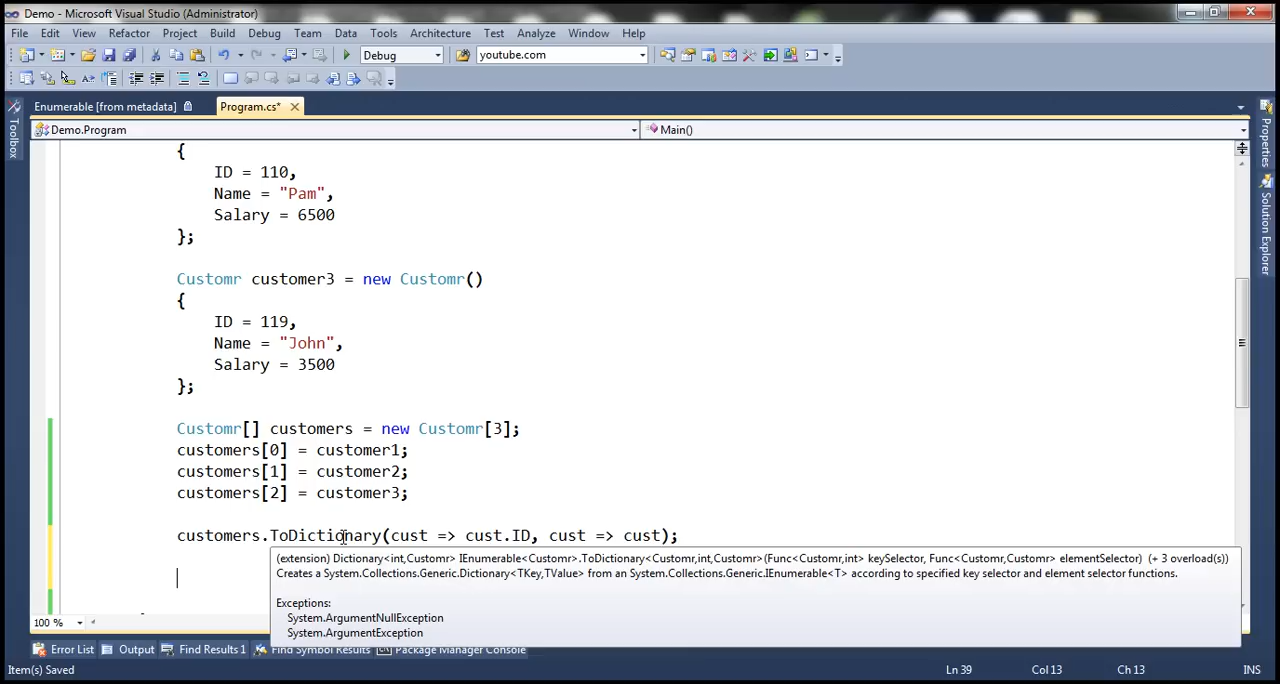 Demo - Microsoft Visual Studio (Administrator)
File Edit View Refactor Project Build Debug Team Data Tools Architecture Test Analyze Window Help
Debug youtube.com
Enumerable [from metadata] Program.cs*
Demo.Program Main()
Toolbox
Properties
Solution Explorer
{
ID = 110,
Name = "Pam",
Salary = 6500
};
Customr customer3 = new Customr()
{
ID = 119,
Name = "John",
Salary = 3500
};
Customr[] customers = new Customr[3];
customers[0] = customer1;
customers[1] = customer2;
customers[2] = customer3;
customers.ToDictionary(cust => cust.ID, cust => cust);
(extension) Dictionary<int,Customr> IEnumerable<Customr>.ToDictionary<Customr,int,Customr>(Func<Customr,int> keySelector, Func<Customr,Customr> elementSelector) (+ 3 overload(s))
Creates a System.Collections.Generic.Dictionary<TKey,TValue> from an System.Collections.Generic.IEnumerable<T> according to specified key selector and element selector functions.
Exceptions:
System.ArgumentNullException
System.ArgumentException
100 %
Error List Output Find Results 1 Find Symbol Results Package Manager Console
Item(s) Saved Ln 39 Col 13 Ch 13 INS